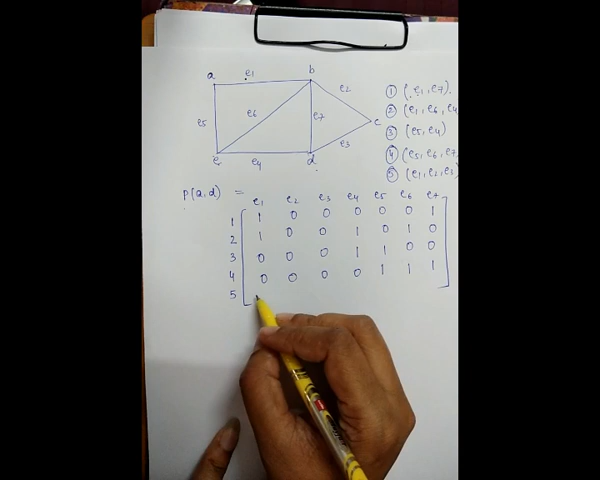 a e1 b
e2
① (e1, e7).
e5 e6 e7 c
② (e1, e6, e4
③ (e5, e4)
e3
e e4 d
④ (e5, e6, e7
⑤ (e1, e2, e3)
P(a,d) = e1 e2 e3 e4 e5 e6 e7
1 1 0 0 0 0 0 1
2 1 0 0 1 0 1 0
3 0 0 0 1 1 0 0
4 0 0 0 0 1 1 1
5